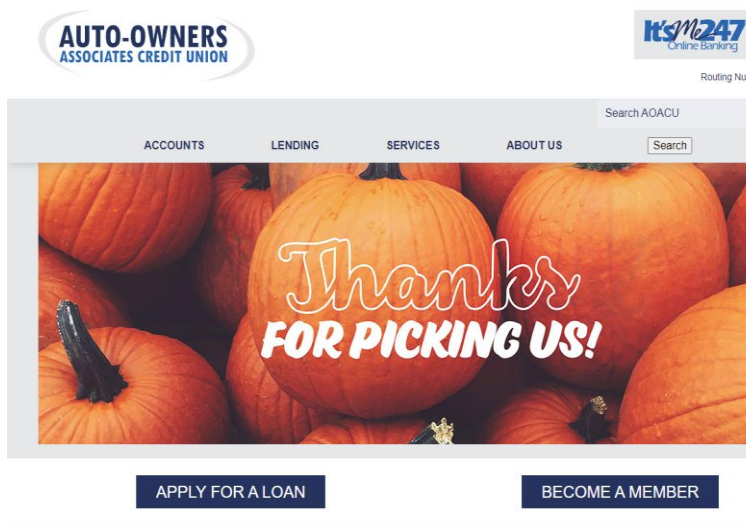 AUTO-OWNERS
ASSOCIATES CREDIT UNION
It'sMe247
Online Banking
Routing Nu
Search AOACU
ACCOUNTS
LENDING
SERVICES
ABOUT US
Search
Thanks
FOR PICKING US!
APPLY FOR A LOAN
BECOME A MEMBER